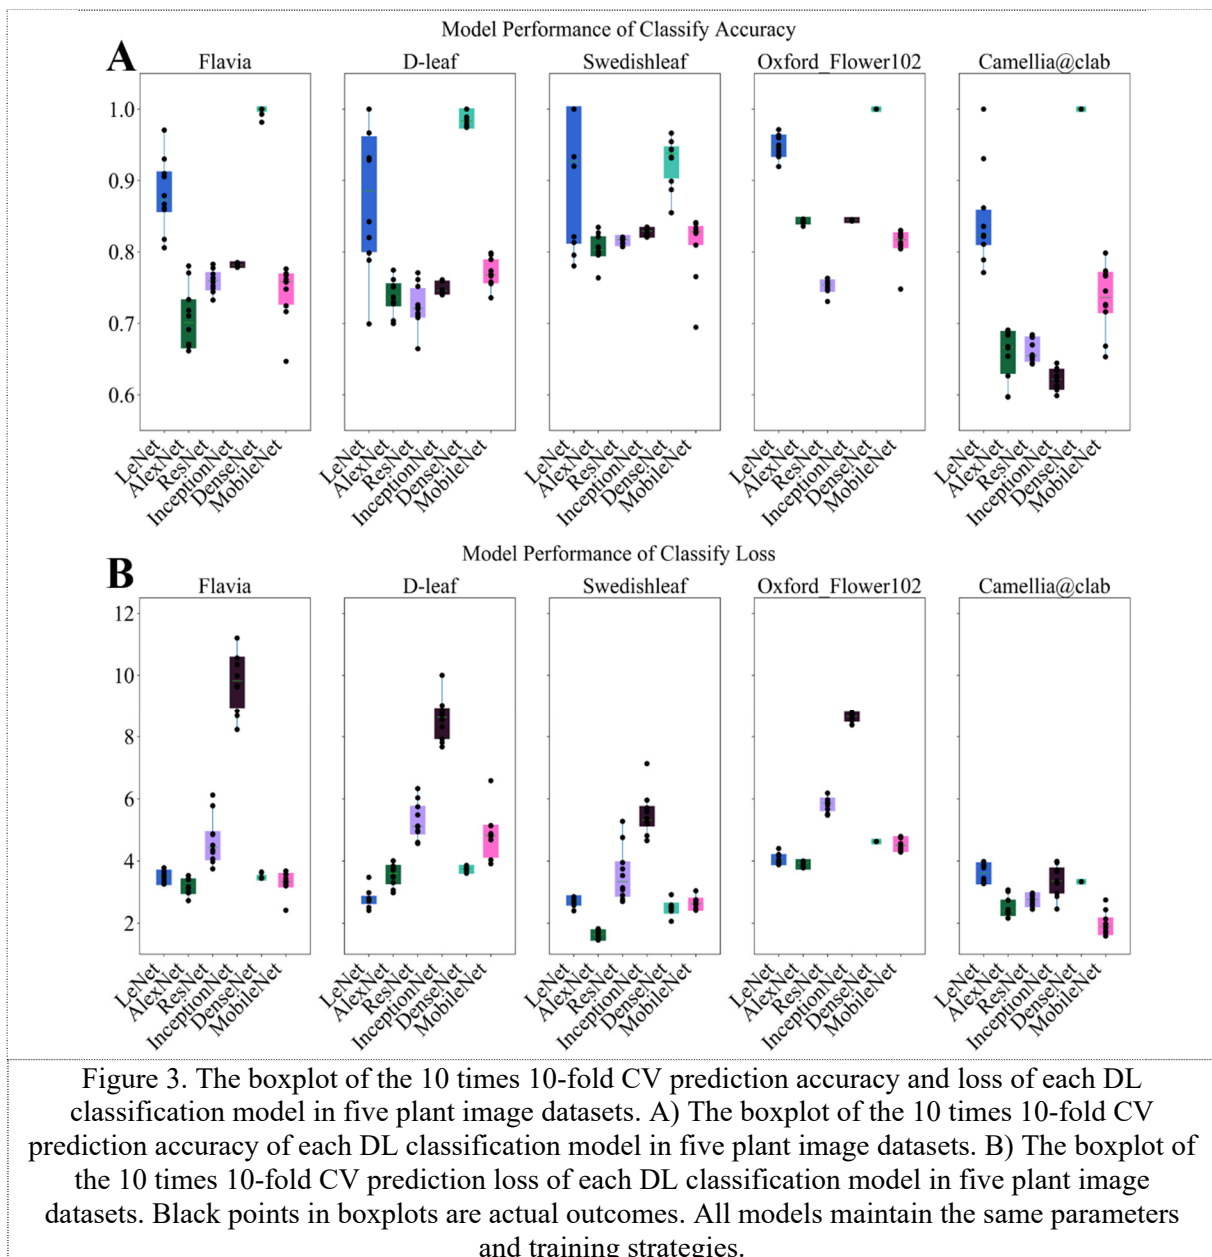 Model Performance of Classify Accuracy
A
Flavia
D-leaf
Swedishleaf
Oxford_Flower102
Camellia@clab
1.0
0.9
0.8
0.7
0.6
LeNet
AlexNet
ResNet
InceptionNet
DenseNet
MobileNet
LeNet
AlexNet
ResNet
InceptionNet
DenseNet
MobileNet
LeNet
AlexNet
ResNet
InceptionNet
DenseNet
MobileNet
LeNet
AlexNet
ResNet
InceptionNet
DenseNet
MobileNet
LeNet
AlexNet
ResNet
InceptionNet
DenseNet
MobileNet
Model Performance of Classify Loss
B
Flavia
D-leaf
Swedishleaf
Oxford_Flower102
Camellia@clab
12
10
8
6
4
2
LeNet
AlexNet
ResNet
InceptionNet
DenseNet
MobileNet
LeNet
AlexNet
ResNet
InceptionNet
DenseNet
MobileNet
LeNet
AlexNet
ResNet
InceptionNet
DenseNet
MobileNet
LeNet
AlexNet
ResNet
InceptionNet
DenseNet
MobileNet
LeNet
AlexNet
ResNet
InceptionNet
DenseNet
MobileNet
Figure 3. The boxplot of the 10 times 10-fold CV prediction accuracy and loss of each DL
classification model in five plant image datasets. A) The boxplot of the 10 times 10-fold CV
prediction accuracy of each DL classification model in five plant image datasets. B) The boxplot of
the 10 times 10-fold CV prediction loss of each DL classification model in five plant image
datasets. Black points in boxplots are actual outcomes. All models maintain the same parameters
and training strategies.